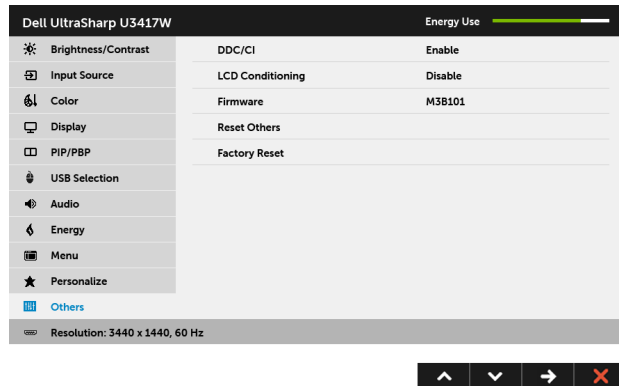 Dell UltraSharp U3417W Energy Use
Brightness/Contrast DDC/CI Enable
Input Source LCD Conditioning Disable
Color Firmware M3B101
Display Reset Others
PIP/PBP Factory Reset
USB Selection
Audio
Energy
Menu
Personalize
Others
Resolution: 3440 x 1440, 60 Hz